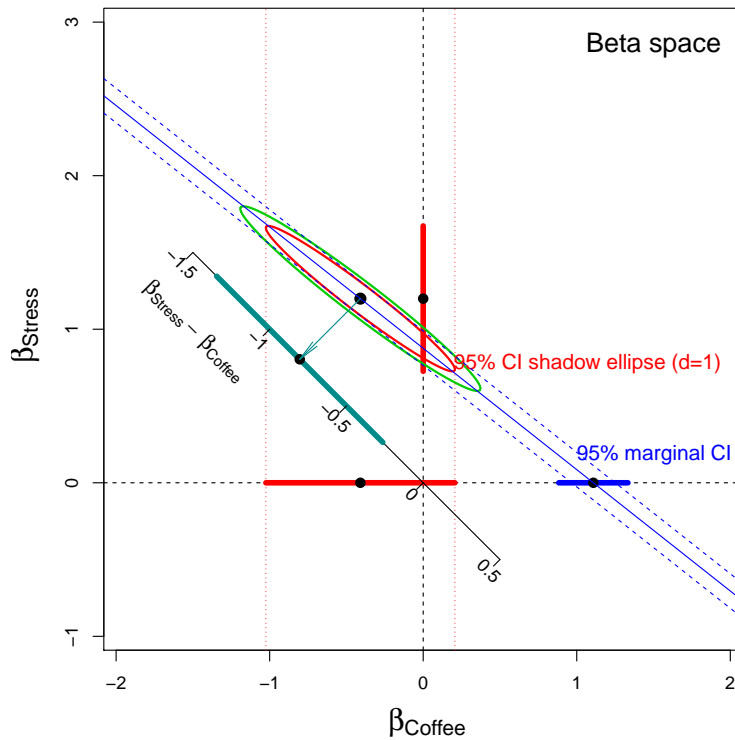 Beta space
3
2
1
0
−1
βStress
−1.5
−1
−0.5
0
0.5
βStress − βCoffee
95% CI shadow ellipse (d=1)
95% marginal CI
−2
−1
0
1
2
βCoffee